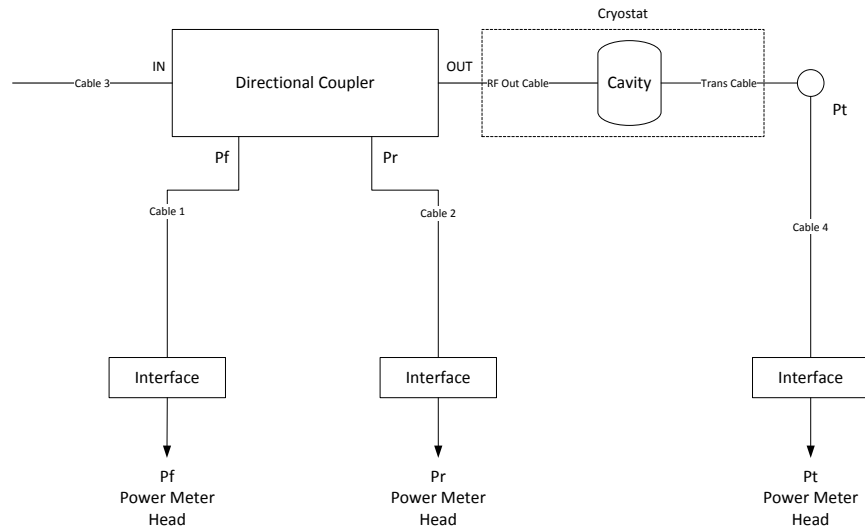 Cryostat
Cable 3
IN
Directional Coupler
OUT
RF Out Cable
Cavity
Trans Cable
Pt
Pf
Pr
Cable 1
Cable 2
Cable 4
Interface
Interface
Interface
Pf
Power Meter
Head
Pr
Power Meter
Head
Pt
Power Meter
Head